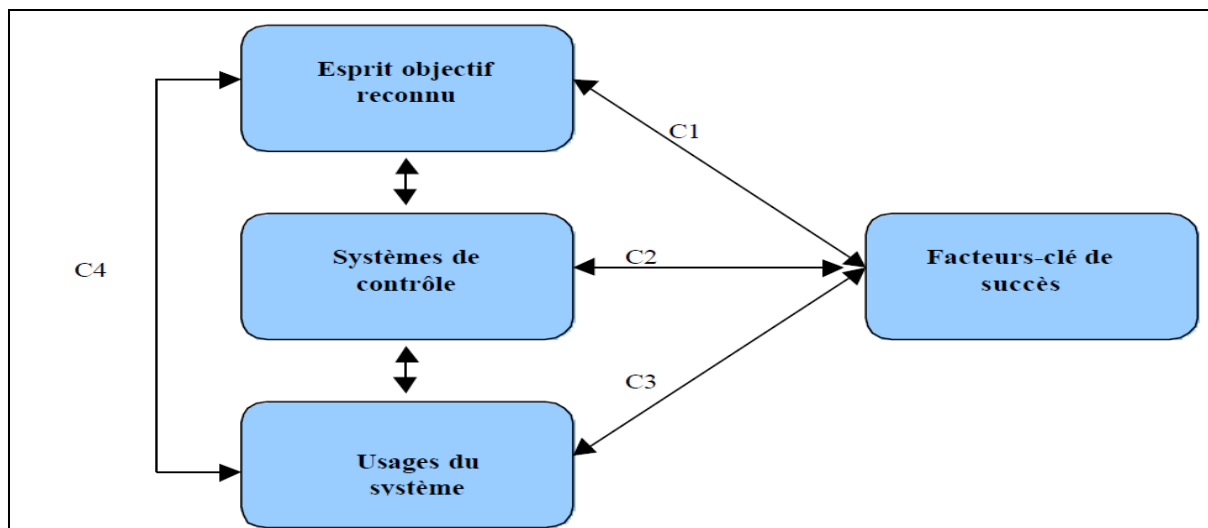 Esprit objectif
reconnu
C1
Systèmes de
contrôle
C2
Facteurs-clé de
succès
C4
C3
Usages du
système